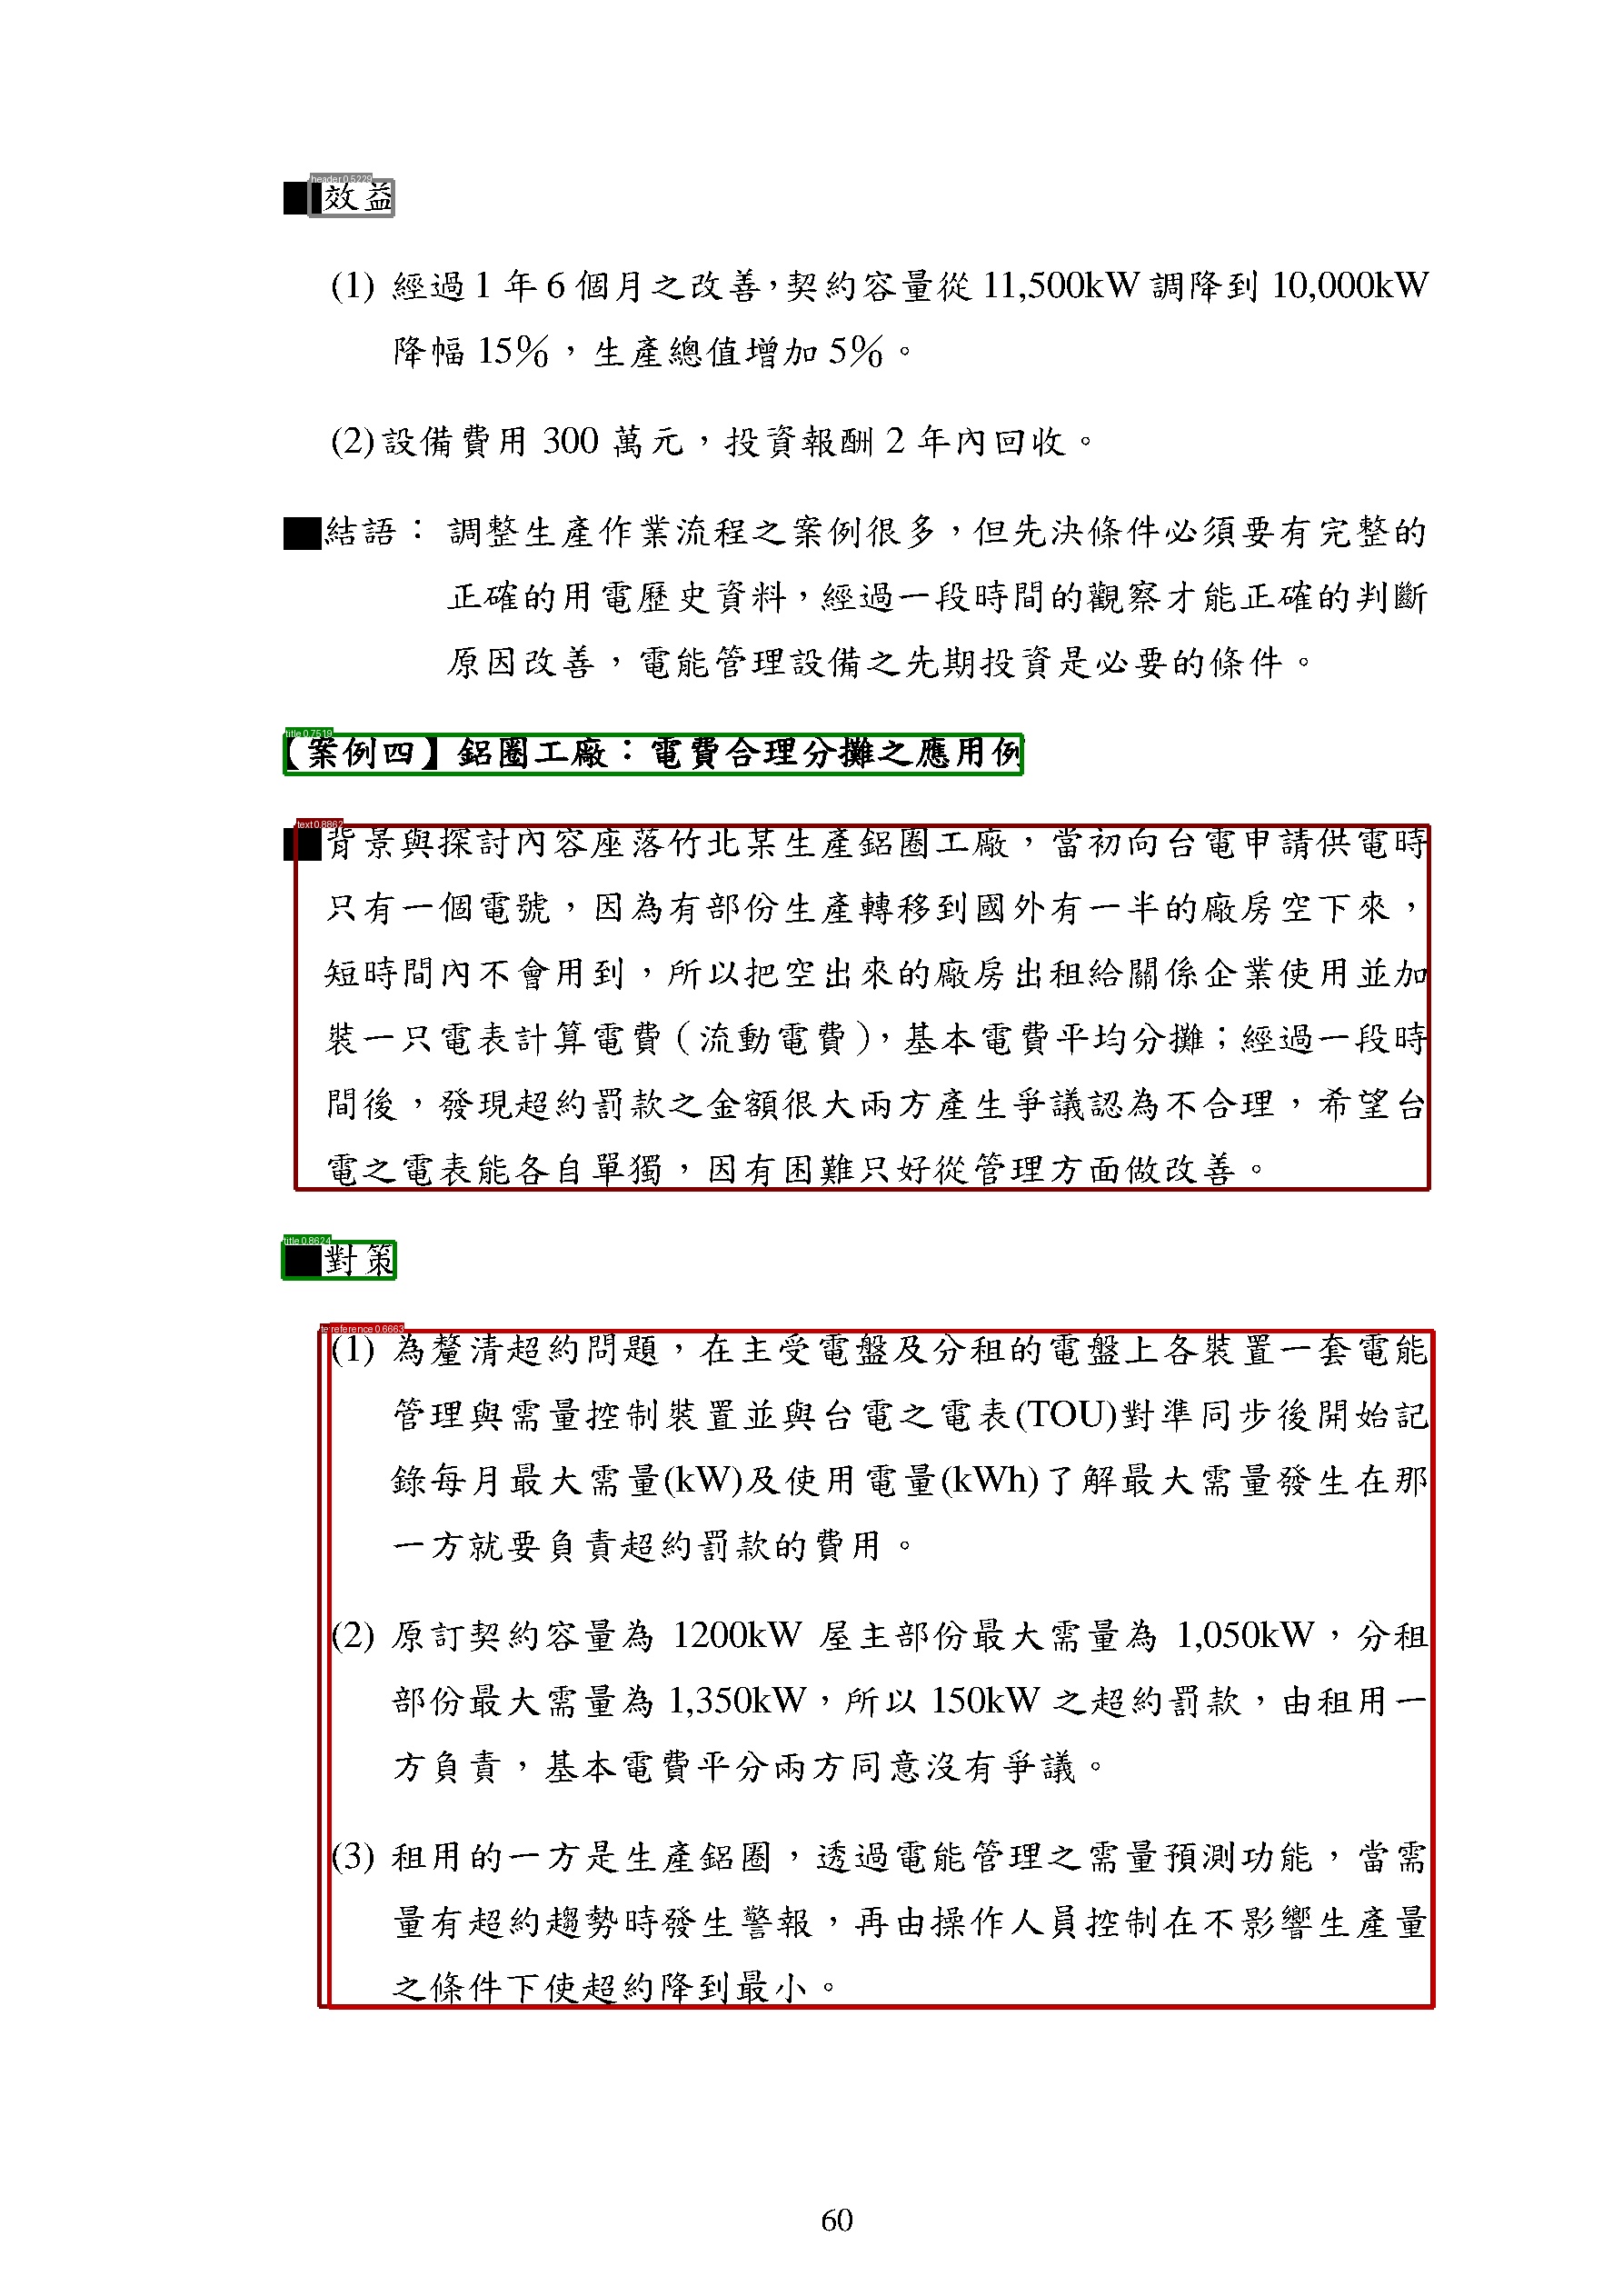 header 0.5229
■效益
(1) 經過 1 年 6 個月之改善，契約容量從 11,500kW 調降到 10,000kW
降幅 15％，生產總值增加 5％。
(2)設備費用 300 萬元，投資報酬 2 年內回收。
■結語： 調整生產作業流程之案例很多，但先決條件必須要有完整的
正確的用電歷史資料，經過一段時間的觀察才能正確的判斷
原因改善，電能管理設備之先期投資是必要的條件。
title 0.7519
【案例四】鋁圈工廠：電費合理分攤之應用例
text 0.8862
■背景與探討內容座落竹北某生產鋁圈工廠，當初向台電申請供電時
只有一個電號，因為有部份生產轉移到國外有一半的廠房空下來，
短時間內不會用到，所以把空出來的廠房出租給關係企業使用並加
裝一只電表計算電費（流動電費），基本電費平均分攤；經過一段時
間後，發現超約罰款之金額很大兩方產生爭議認為不合理，希望台
電之電表能各自單獨，因有困難只好從管理方面做改善。
title 0.8624
■對策
reference 0.6663
(1) 為釐清超約問題，在主受電盤及分租的電盤上各裝置一套電能
管理與需量控制裝置並與台電之電表(TOU)對準同步後開始記
錄每月最大需量(kW)及使用電量(kWh)了解最大需量發生在那
一方就要負責超約罰款的費用。
(2) 原訂契約容量為 1200kW 屋主部份最大需量為 1,050kW，分租
部份最大需量為 1,350kW，所以 150kW 之超約罰款，由租用一
方負責，基本電費平分兩方同意沒有爭議。
(3) 租用的一方是生產鋁圈，透過電能管理之需量預測功能，當需
量有超約趨勢時發生警報，再由操作人員控制在不影響生產量
之條件下使超約降到最小。
60